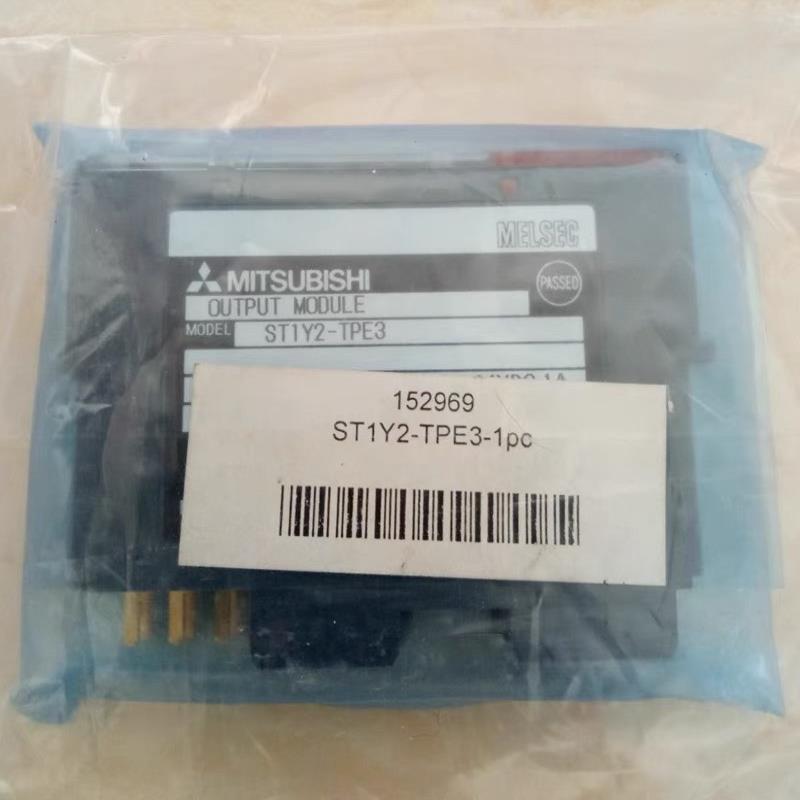 MELSEC
MITSUBISHI
PASSED
OUTPUT MODULE
MODEL ST1Y2-TPE3
152969
ST1Y2-TPE3-1pc